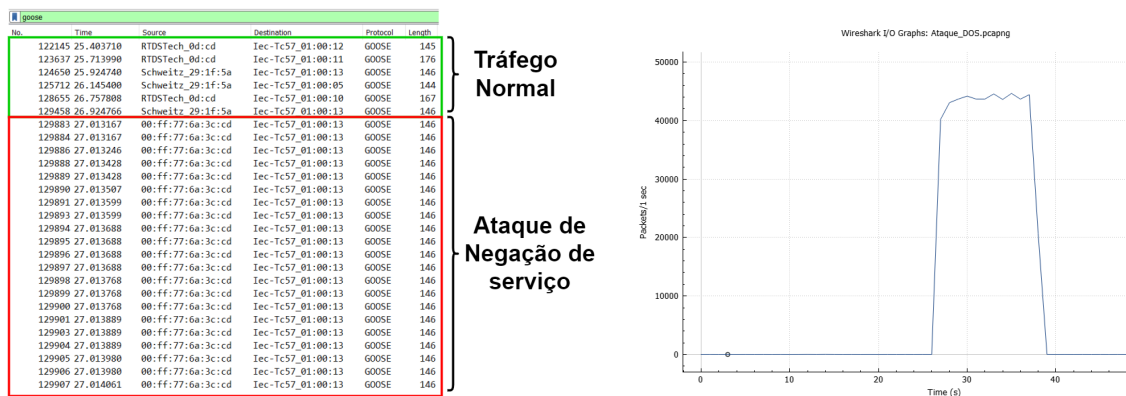 goose
No. Time Source Destination Protocol Length
122145 25.403710 RTDSTech_0d:cd Iec-Tc57_01:00:12 GOOSE 145
123637 25.713990 RTDSTech_0d:cd Iec-Tc57_01:00:11 GOOSE 176
124650 25.924740 Schweitz_29:1f:5a Iec-Tc57_01:00:13 GOOSE 146
125712 26.145400 Schweitz_29:1f:5a Iec-Tc57_01:00:05 GOOSE 144
128655 26.757808 RTDSTech_0d:cd Iec-Tc57_01:00:10 GOOSE 167
129458 26.924766 Schweitz_29:1f:5a Iec-Tc57_01:00:13 GOOSE 146
129883 27.013167 00:ff:77:6a:3c:cd Iec-Tc57_01:00:13 GOOSE 146
129884 27.013167 00:ff:77:6a:3c:cd Iec-Tc57_01:00:13 GOOSE 146
129886 27.013246 00:ff:77:6a:3c:cd Iec-Tc57_01:00:13 GOOSE 146
129888 27.013428 00:ff:77:6a:3c:cd Iec-Tc57_01:00:13 GOOSE 146
129889 27.013428 00:ff:77:6a:3c:cd Iec-Tc57_01:00:13 GOOSE 146
129890 27.013507 00:ff:77:6a:3c:cd Iec-Tc57_01:00:13 GOOSE 146
129891 27.013599 00:ff:77:6a:3c:cd Iec-Tc57_01:00:13 GOOSE 146
129893 27.013599 00:ff:77:6a:3c:cd Iec-Tc57_01:00:13 GOOSE 146
129894 27.013688 00:ff:77:6a:3c:cd Iec-Tc57_01:00:13 GOOSE 146
129895 27.013688 00:ff:77:6a:3c:cd Iec-Tc57_01:00:13 GOOSE 146
129896 27.013688 00:ff:77:6a:3c:cd Iec-Tc57_01:00:13 GOOSE 146
129897 27.013688 00:ff:77:6a:3c:cd Iec-Tc57_01:00:13 GOOSE 146
129898 27.013768 00:ff:77:6a:3c:cd Iec-Tc57_01:00:13 GOOSE 146
129899 27.013768 00:ff:77:6a:3c:cd Iec-Tc57_01:00:13 GOOSE 146
129900 27.013768 00:ff:77:6a:3c:cd Iec-Tc57_01:00:13 GOOSE 146
129901 27.013889 00:ff:77:6a:3c:cd Iec-Tc57_01:00:13 GOOSE 146
129903 27.013889 00:ff:77:6a:3c:cd Iec-Tc57_01:00:13 GOOSE 146
129904 27.013889 00:ff:77:6a:3c:cd Iec-Tc57_01:00:13 GOOSE 146
129905 27.013980 00:ff:77:6a:3c:cd Iec-Tc57_01:00:13 GOOSE 146
129906 27.013980 00:ff:77:6a:3c:cd Iec-Tc57_01:00:13 GOOSE 146
129907 27.014061 00:ff:77:6a:3c:cd Iec-Tc57_01:00:13 GOOSE 146
Tráfego
Normal
Ataque de
Negação de
serviço
Wireshark I/O Graphs: Ataque_DOS.pcapng
Packets/1 sec
50000
40000
30000
20000
10000
0
0 10 20 30 40
Time (s)